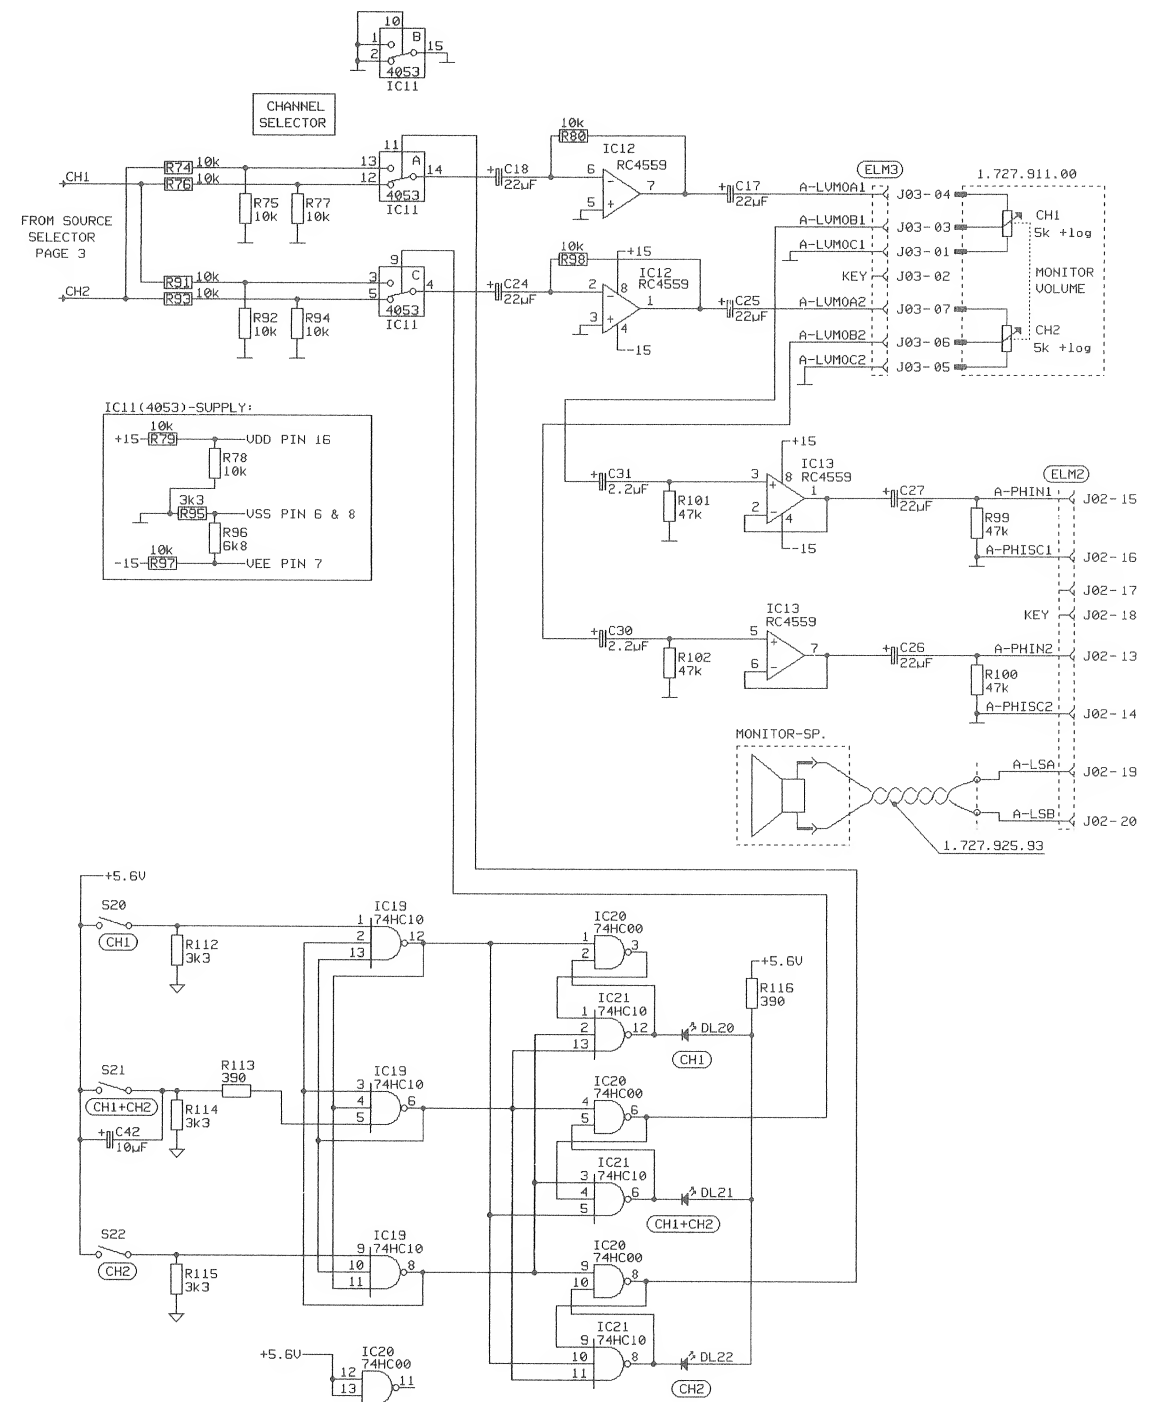 10
B
1
2
15
4053
IC11
CHANNEL
SELECTOR
11
CH1
R74 10k
R76 10k
R75
10k
R77
10k
13
12
A
14
4053
IC11
C18
22µF
10k
R80
IC12
RC4559
6
5
7
C17
22µF
FROM SOURCE
SELECTOR
PAGE 3
CH2
R91 10k
R93 10k
R92
10k
R94
10k
9
3
5
C
4
4053
IC11
C24
22µF
10k
R98
+15
IC12
RC4559
2
8
1
3
4
-15
C25
22µF
ELM3
1.727.911.00
A-LVMOA1 J03-04
A-LVMOB1 J03-03
A-LVMOC1 J03-01
KEY J03-02
A-LVMOA2 J03-07
A-LVMOB2 J03-06
A-LVMOC2 J03-05
CH1
5k +log
MONITOR
VOLUME
CH2
5k +log
IC11(4053)-SUPPLY:
10k
+15 R79 VDD PIN 16
R78
10k
3k3
R95 VSS PIN 6 & 8
R96
6k8
10k
-15 R97 VEE PIN 7
C31
2.2µF
R101
47k
+15
IC13
RC4559
3
8
1
2
4
-15
C27
22µF
R99
47k
ELM2
A-PHIN1 J02-15
A-PHISC1 J02-16
J02-17
KEY J02-18
C30
2.2µF
R102
47k
IC13
RC4559
5
7
6
C26
22µF
R100
47k
A-PHIN2 J02-13
A-PHISC2 J02-14
MONITOR-SP.
A-LSA J02-19
A-LSB J02-20
1.727.925.93
+5.6V
S20
CH1
R112
3k3
IC19
74HC10
1
2
13
12
IC20
74HC00
1
2
3
+5.6V
R116
390
IC21
74HC10
1
2
13
12
DL20
CH1
S21
CH1+CH2
C42
10µF
R113
390
R114
3k3
IC19
74HC10
3
4
5
6
IC20
74HC00
4
5
6
IC21
74HC10
3
4
5
6
DL21
CH1+CH2
S22
CH2
R115
3k3
IC19
74HC10
9
10
11
8
IC20
74HC00
9
10
8
IC21
74HC10
9
10
11
8
DL22
CH2
+5.6V
IC20
74HC00
12
13
11